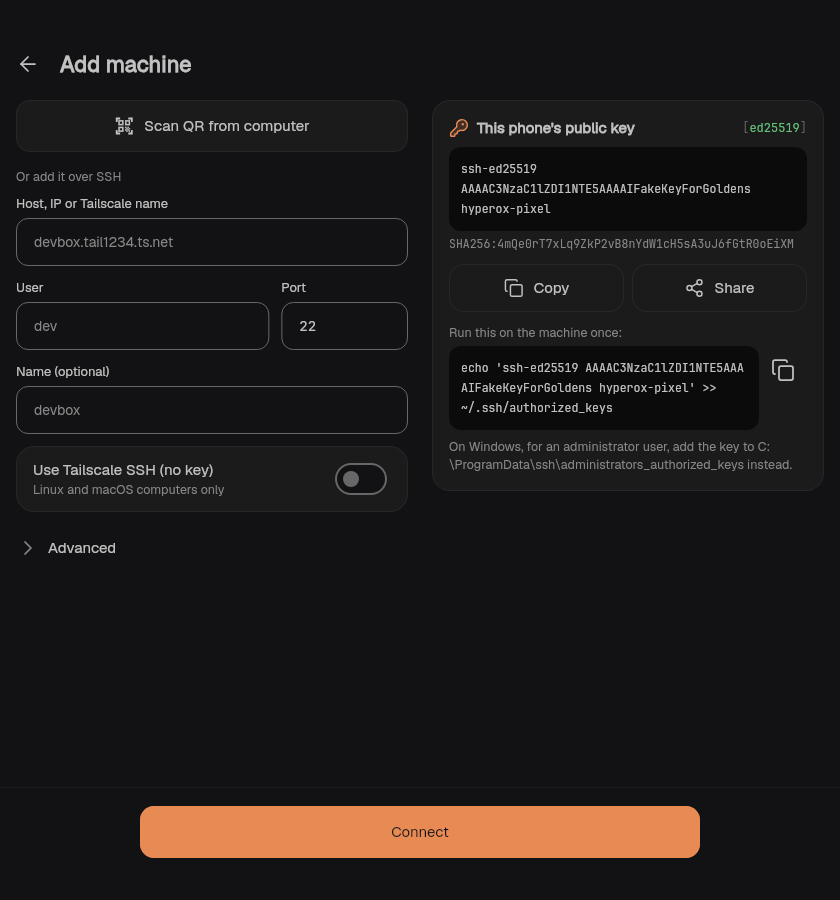 Add machine
Scan QR from computer
Or add it over SSH
Host, IP or Tailscale name
devbox.tail1234.ts.net
User
Port
dev
22
Name (optional)
devbox
Use Tailscale SSH (no key)
Linux and macOS computers only
Advanced
This phone's public key
[ed25519]
ssh-ed25519
AAAAC3NzaC1lZDI1NTE5AAAAIFakeKeyForGoldens
hyperox-pixel
SHA256:4mQe0rT7xLq9ZkP2vB8nYdW1cH5sA3uJ6fGtR0oEiXM
Copy
Share
Run this on the machine once:
echo 'ssh-ed25519 AAAAC3NzaC1lZDI1NTE5AAA
AIFakeKeyForGoldens hyperox-pixel' >>
~/.ssh/authorized_keys
On Windows, for an administrator user, add the key to C:
\ProgramData\ssh\administrators_authorized_keys instead.
Connect